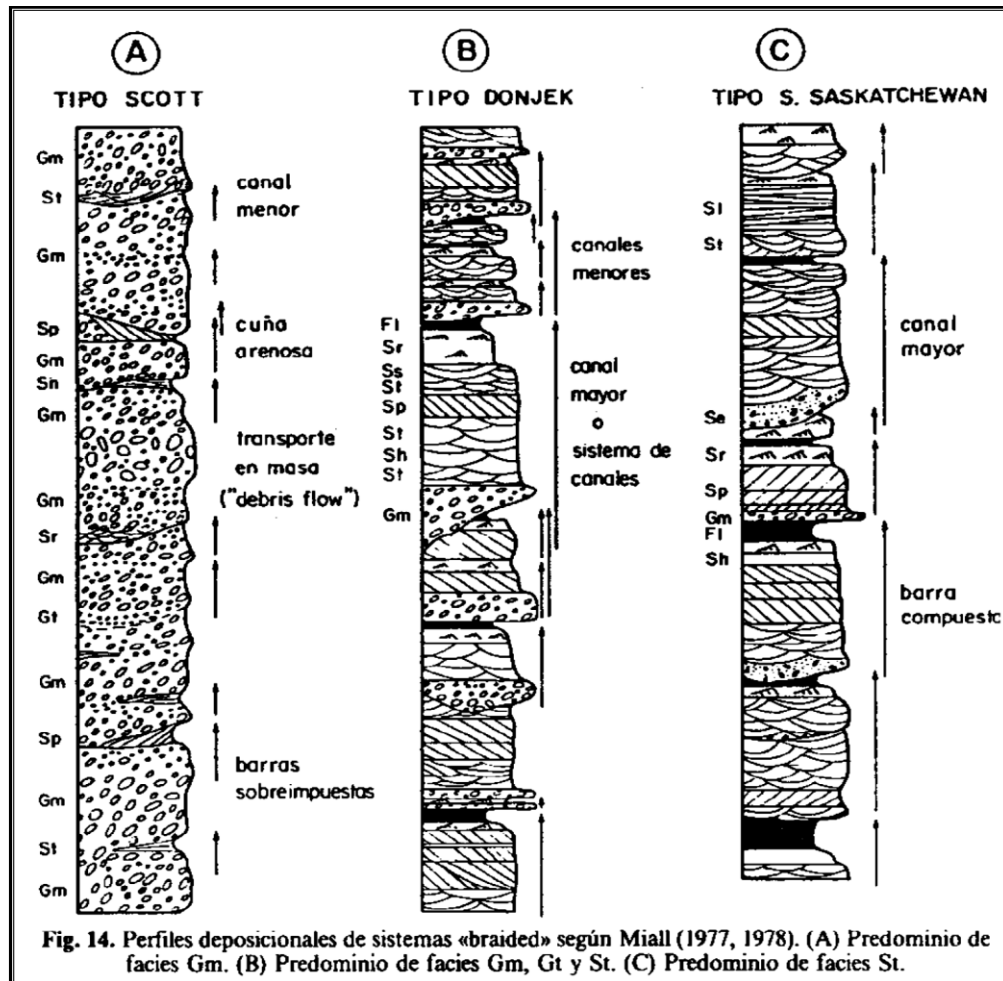 A
TIPO SCOTT
Gm
St
Gm
Sp
Gm
Sh
Gm
Gm
Sr
Gm
Gt
Gm
Sp
Gm
St
Gm
canal
menor
cuña
arenosa
transporte
en masa
("debris flow")
barras
sobreimpuestas
B
TIPO DONJEK
Fl
Sr
Ss
St
Sp
St
Sh
St
Gm
canales
menores
canal
mayor
o
sistema de
canales
C
TIPO S. SASKATCHEWAN
Sl
St
Se
Sr
Sp
Gm
Fl
Sh
canal
mayor
barra
compuesta
Fig. 14. Perfiles deposicionales de sistemas «braided» según Miall (1977, 1978). (A) Predominio de
facies Gm. (B) Predominio de facies Gm, Gt y St. (C) Predominio de facies St.